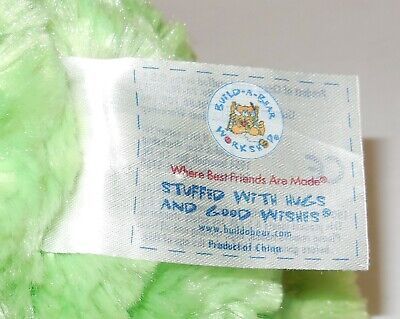 BUILD-A-BEAR
WORKSHOP®
Where Best Friends Are Made®
STUFFED WITH HUGS
AND GOOD WISHES®
www.buildabear.com
Product of China